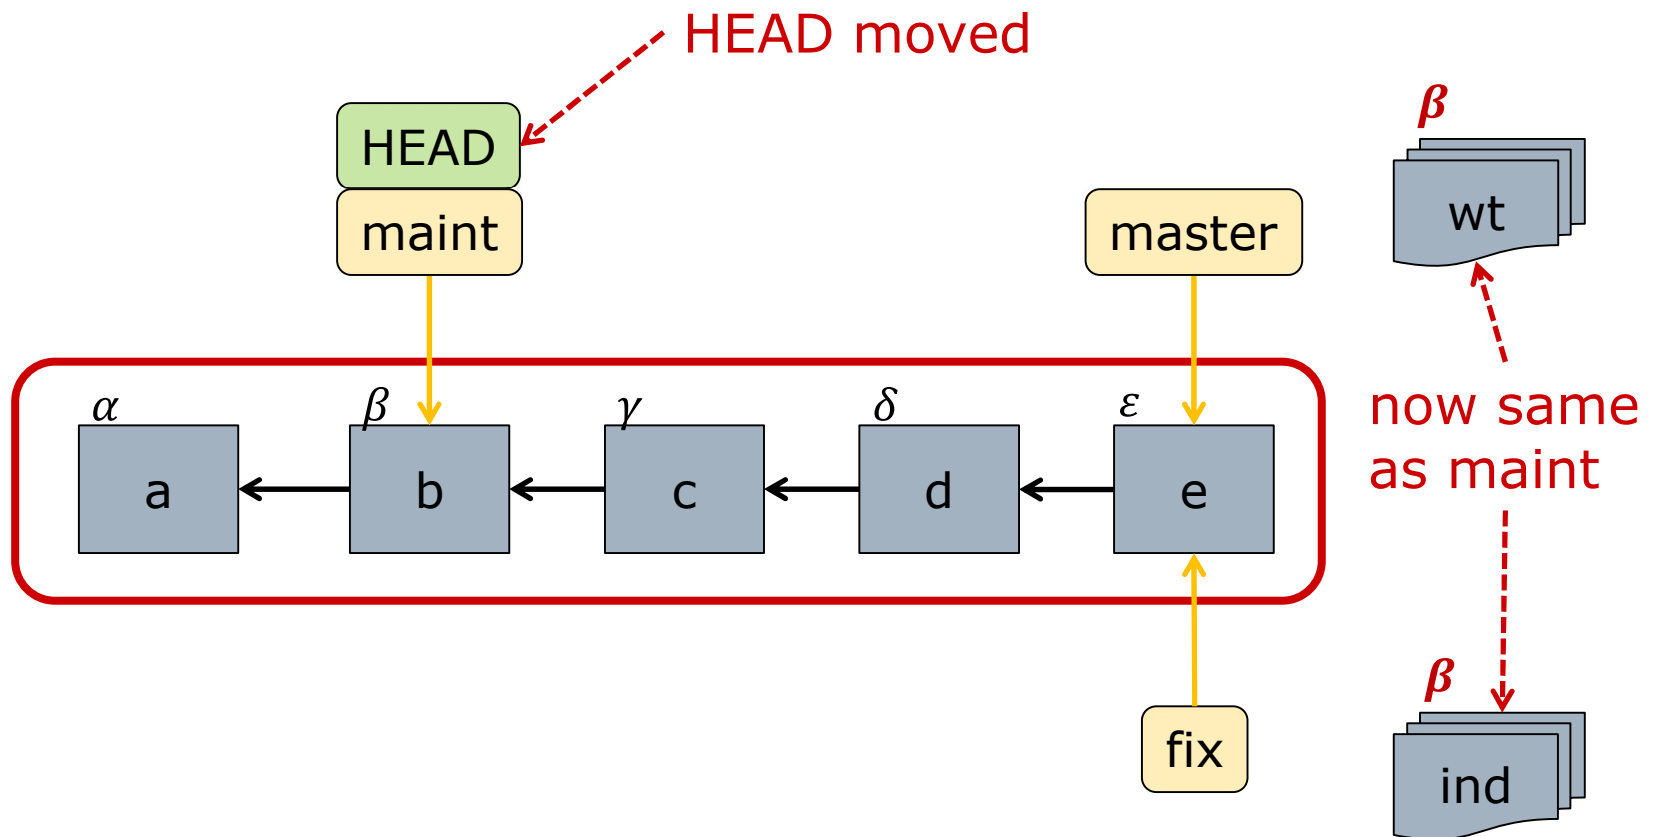 HEAD moved
HEAD
maint
master
β
wt
α
β
γ
δ
ε
a
b
c
d
e
now same
as maint
β
fix
ind